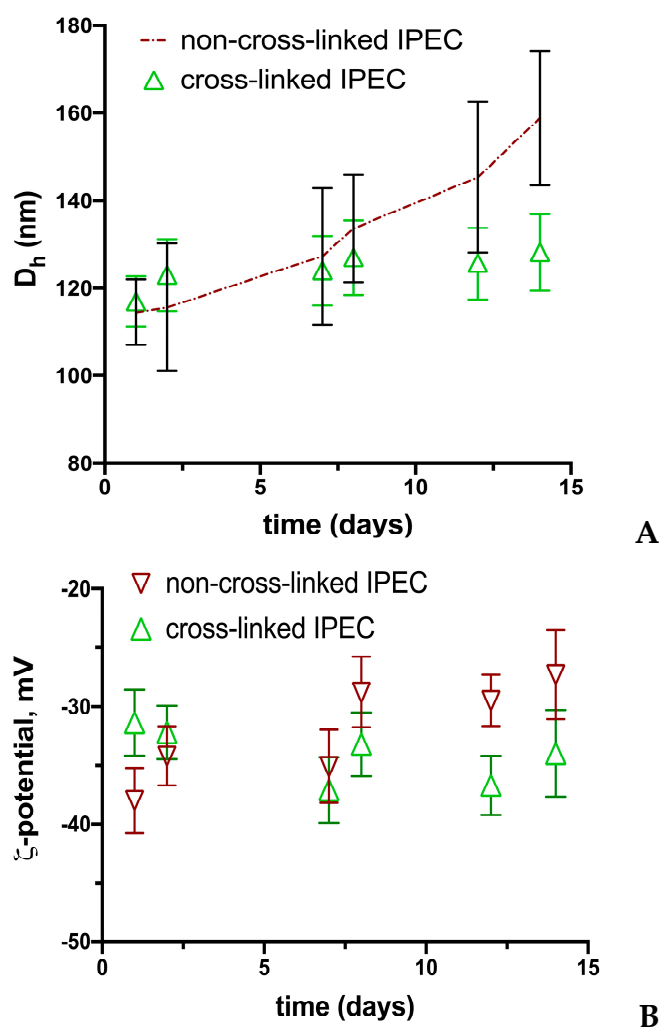 180
non-cross-linked IPEC
cross-linked IPEC
160
140
120
100
80
Dh (nm)
0
5
10
15
time (days)
A
-20
non-cross-linked IPEC
cross-linked IPEC
-30
-40
-50
ζ-potential, mV
0
5
10
15
time (days)
B